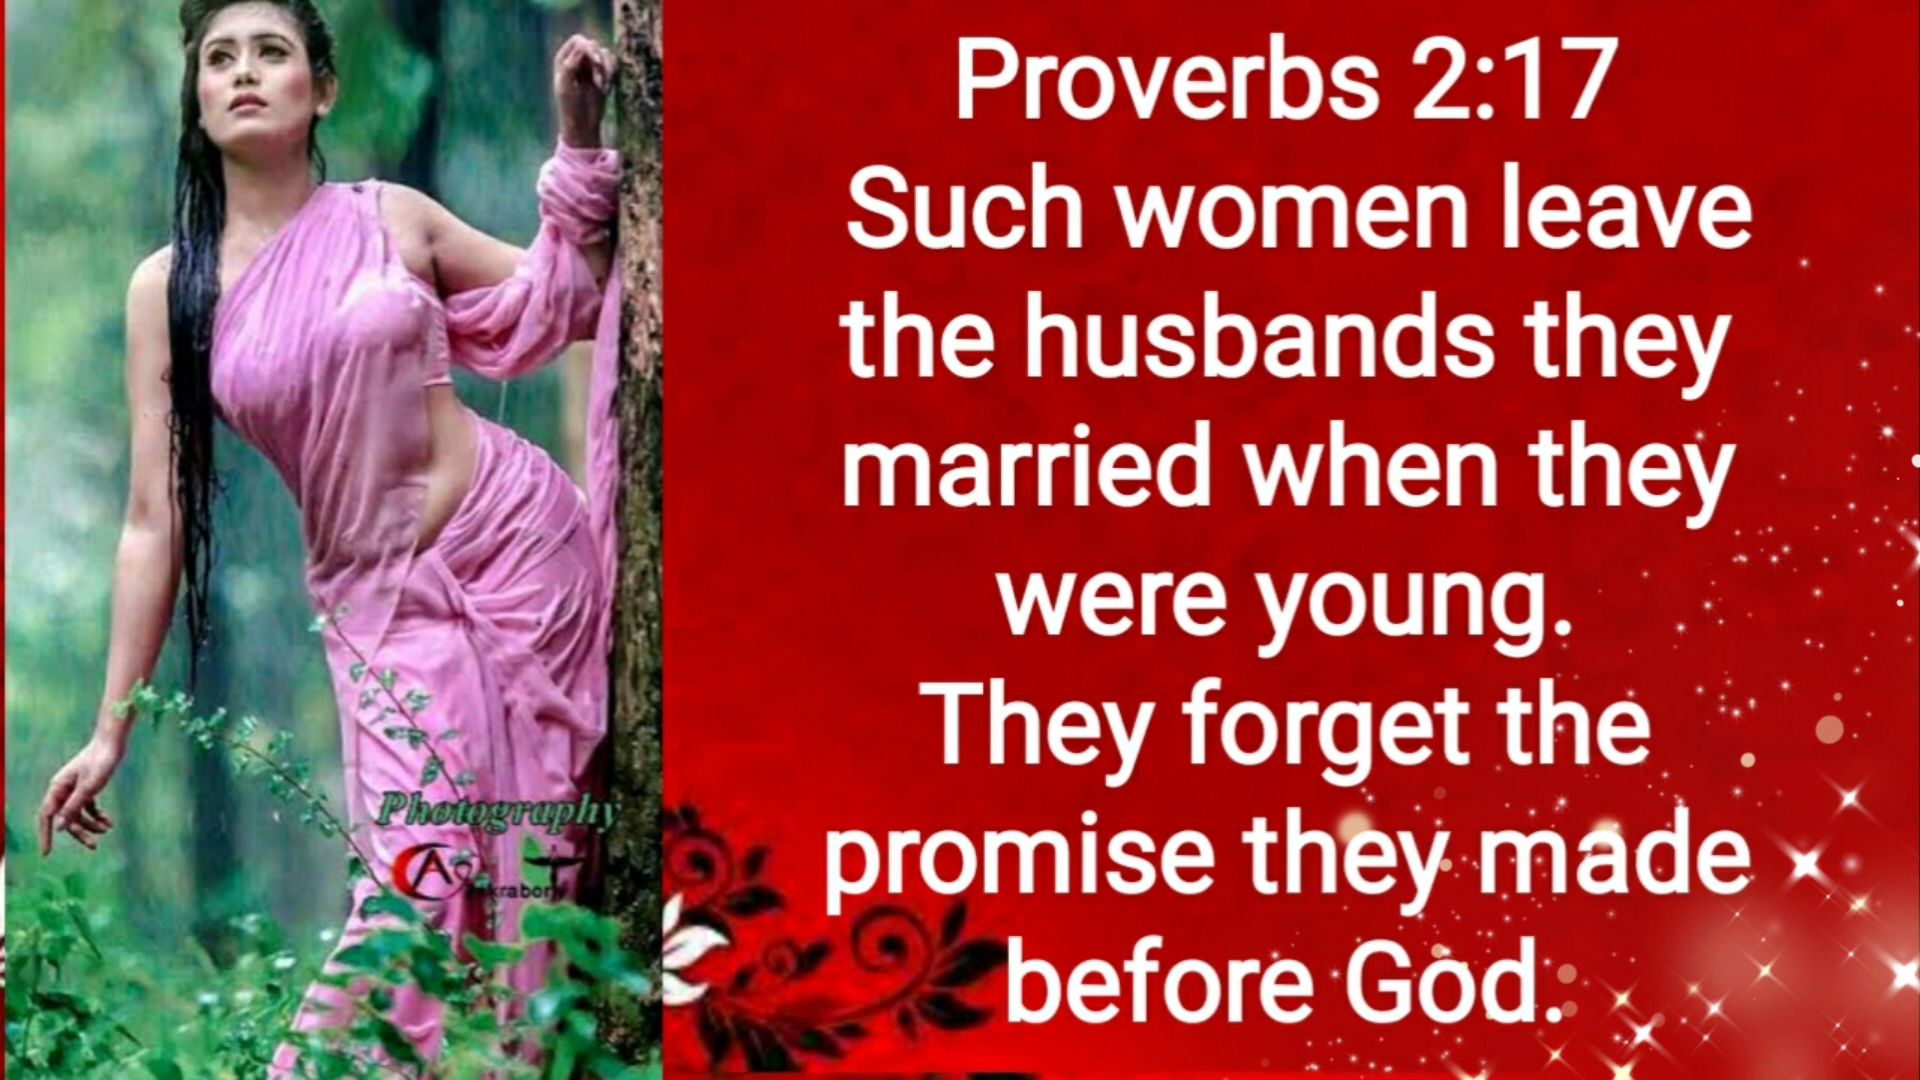 Proverbs 2:17
Such women leave
the husbands they
married when they
were young.
They forget the
promise they made
before God.
Photography
CA